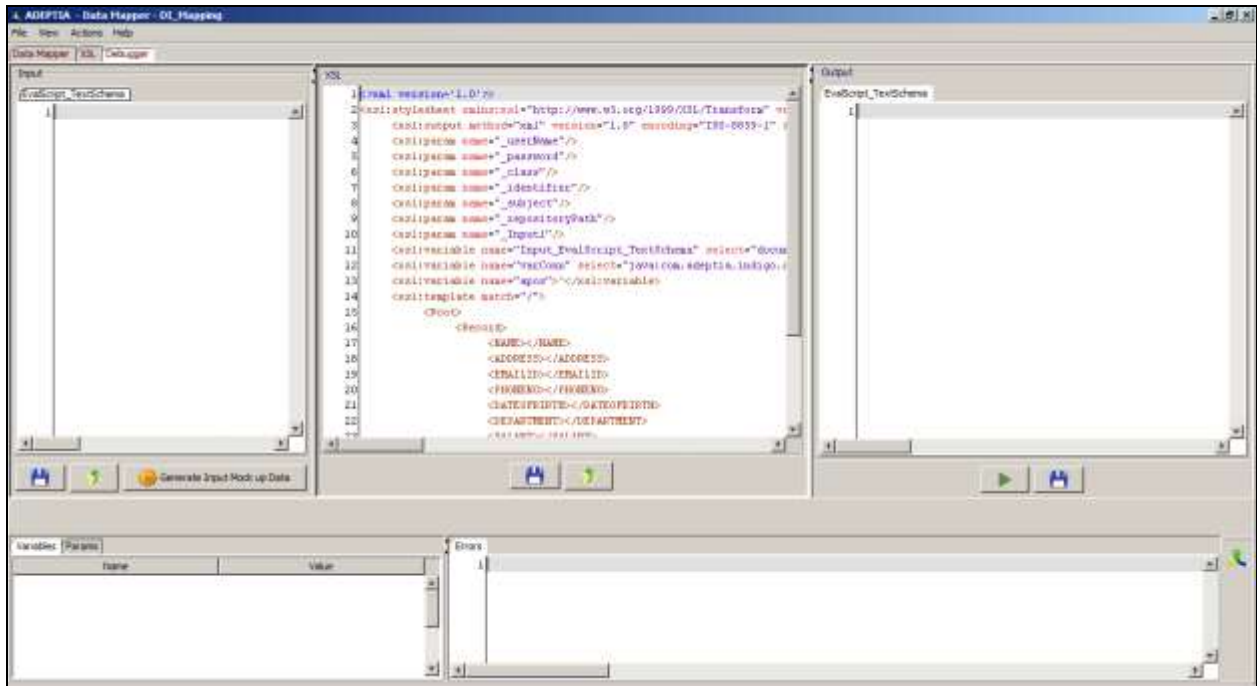 ADEPTIA - Data Mapper - DI_Mapping
File View Actions Help
Data Mapper XSL Debugger
Input
EvalScript_TextSchema
1
XSL
1 <?xml version='1.0'?>
2 <xsl:stylesheet xmlns:xsl="http://www.w3.org/1999/XSL/Transform"
3 <xsl:output method="xml" version="1.0" encoding="ISO-8859-1"
4 <xsl:param name="_userName"/>
5 <xsl:param name="_password"/>
6 <xsl:param name="_class"/>
7 <xsl:param name="_identifier"/>
8 <xsl:param name="_subject"/>
9 <xsl:param name="_repositoryPath"/>
10 <xsl:param name="_Input1"/>
11 <xsl:variable name="Input_EvalScript_TextSchema" select="docum
12 <xsl:variable name="varConn" select="java:com.adeptia.indigo.
13 <xsl:variable name="apos">'</xsl:variable>
14 <xsl:template match="/">
15 <Root>
16 <Record>
17 <NAME></NAME>
18 <ADDRESS></ADDRESS>
19 <EMAILID></EMAILID>
20 <PHONENO></PHONENO>
21 <DATEOFBIRTH></DATEOFBIRTH>
22 <DEPARTMENT></DEPARTMENT>
Output
EvalScript_TextSchema
1
Generate Input Mock up Data
Variables Params
Name Value
Errors
1